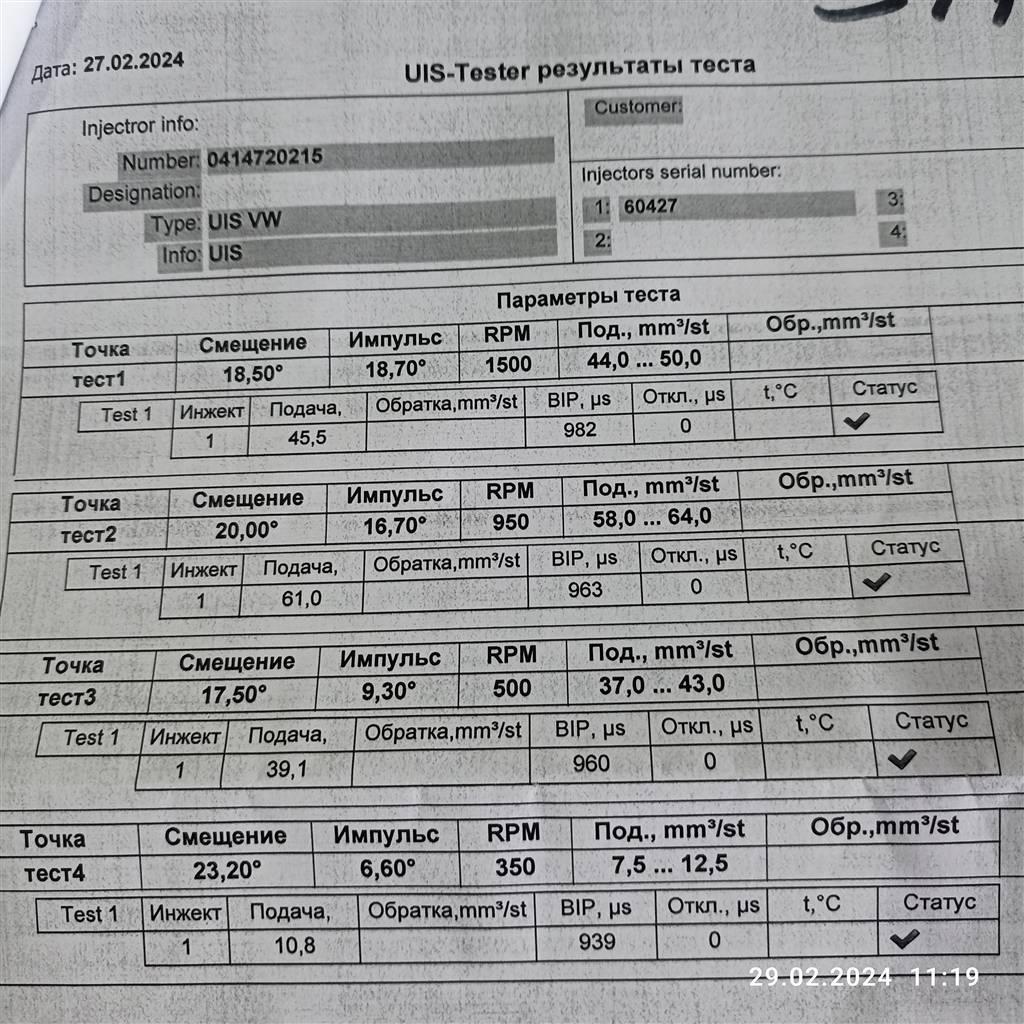 Дата: 27.02.2024
UIS-Tester результаты теста
Injectror info:
Number: 0414720215
Designation:
Type: UIS VW
Info: UIS
Customer:
Injectors serial number:
1: 60427 3:
2: 4:
Параметры теста
Точка Смещение Импульс RPM Под., mm³/st Обр.,mm³/st
тест1 18,50° 18,70° 1500 44,0 ... 50,0
Test 1 Инжект Подача, Обратка,mm³/st BIP, µs Откл., µs t,°C Статус
1 45,5 982 0 ✔
Точка Смещение Импульс RPM Под., mm³/st Обр.,mm³/st
тест2 20,00° 16,70° 950 58,0 ... 64,0
Test 1 Инжект Подача, Обратка,mm³/st BIP, µs Откл., µs t,°C Статус
1 61,0 963 0 ✔
Точка Смещение Импульс RPM Под., mm³/st Обр.,mm³/st
тест3 17,50° 9,30° 500 37,0 ... 43,0
Test 1 Инжект Подача, Обратка,mm³/st BIP, µs Откл., µs t,°C Статус
1 39,1 960 0 ✔
Точка Смещение Импульс RPM Под., mm³/st Обр.,mm³/st
тест4 23,20° 6,60° 350 7,5 ... 12,5
Test 1 Инжект Подача, Обратка,mm³/st BIP, µs Откл., µs t,°C Статус
1 10,8 939 0 ✔
29.02.2024 11:19